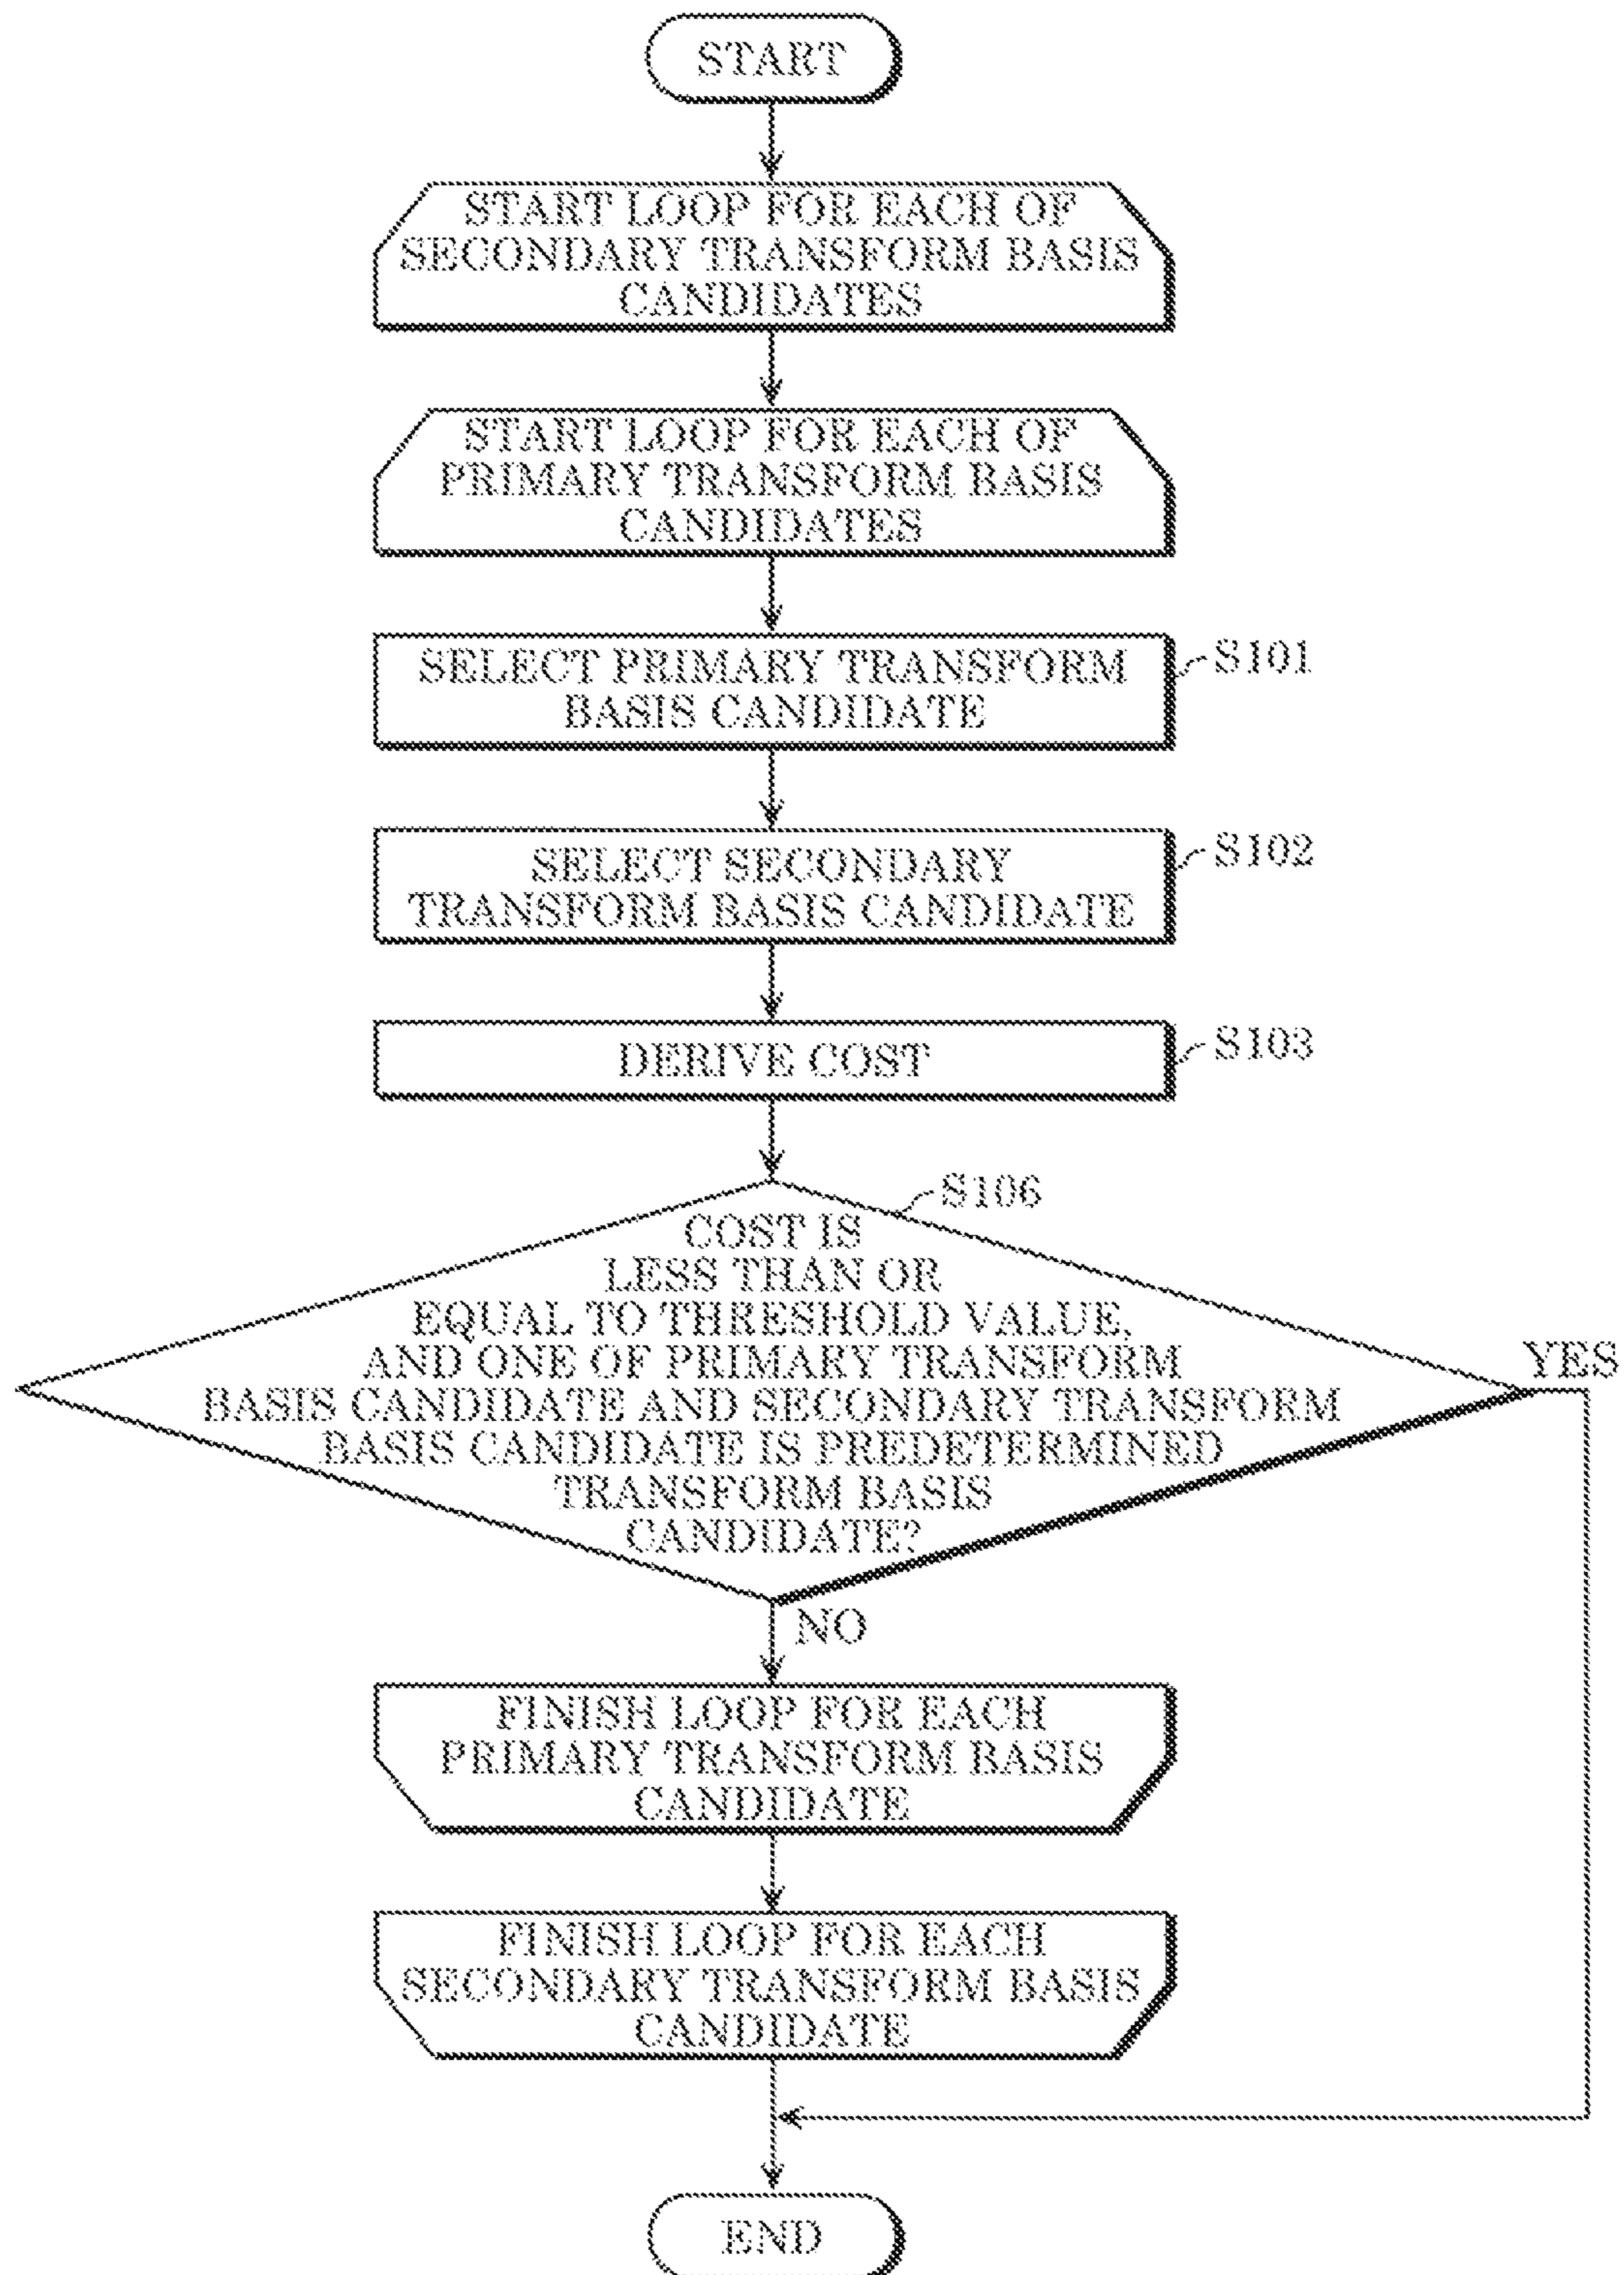 START
START LOOP FOR EACH OF
SECONDARY TRANSFORM BASIS
CANDIDATES
START LOOP FOR EACH OF
PRIMARY TRANSFORM BASIS
CANDIDATES
SELECT PRIMARY TRANSFORM
BASIS CANDIDATE
S101
SELECT SECONDARY
TRANSFORM BASIS CANDIDATE
S102
DERIVE COST
S103
S106
COST IS
LESS THAN OR
EQUAL TO THRESHOLD VALUE,
AND ONE OF PRIMARY TRANSFORM
BASIS CANDIDATE AND SECONDARY TRANSFORM
BASIS CANDIDATE IS PREDETERMINED
TRANSFORM BASIS
CANDIDATE?
YES
NO
FINISH LOOP FOR EACH
PRIMARY TRANSFORM BASIS
CANDIDATE
FINISH LOOP FOR EACH
SECONDARY TRANSFORM BASIS
CANDIDATE
END